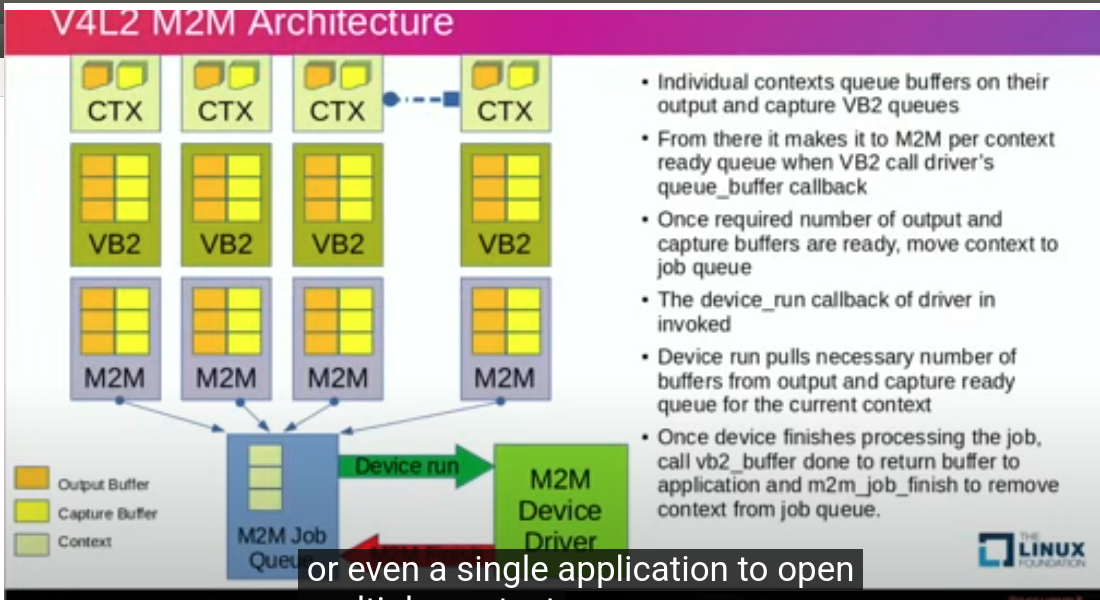 V4L2 M2M Architecture
CTX
CTX
CTX
CTX
VB2
VB2
VB2
VB2
M2M
M2M
M2M
M2M
Device run
M2M Job
Queue
M2M
Device
Driver
Output Buffer
Capture Buffer
Context
• Individual contexts queue buffers on their
output and capture VB2 queues
• From there it makes it to M2M per context
ready queue when VB2 call driver's
queue_buffer callback
• Once required number of output and
capture buffers are ready, move context to
job queue
• The device_run callback of driver in
invoked
• Device run pulls necessary number of
buffers from output and capture ready
queue for the current context
• Once device finishes processing the job,
call vb2_buffer done to return buffer to
application and m2m_job_finish to remove
context from job queue.
THE
LINUX
FOUNDATION
or even a single application to open